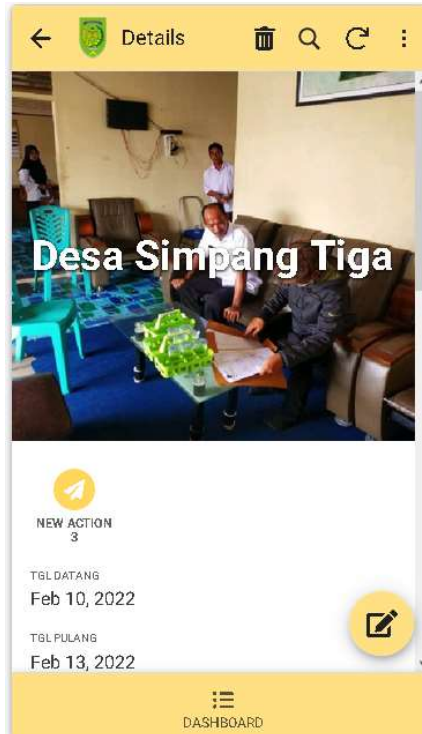 Details
Desa Simpang Tiga
NEW ACTION
3
TGL DATANG
Feb 10, 2022
TGL PULANG
Feb 13, 2022
DASHBOARD